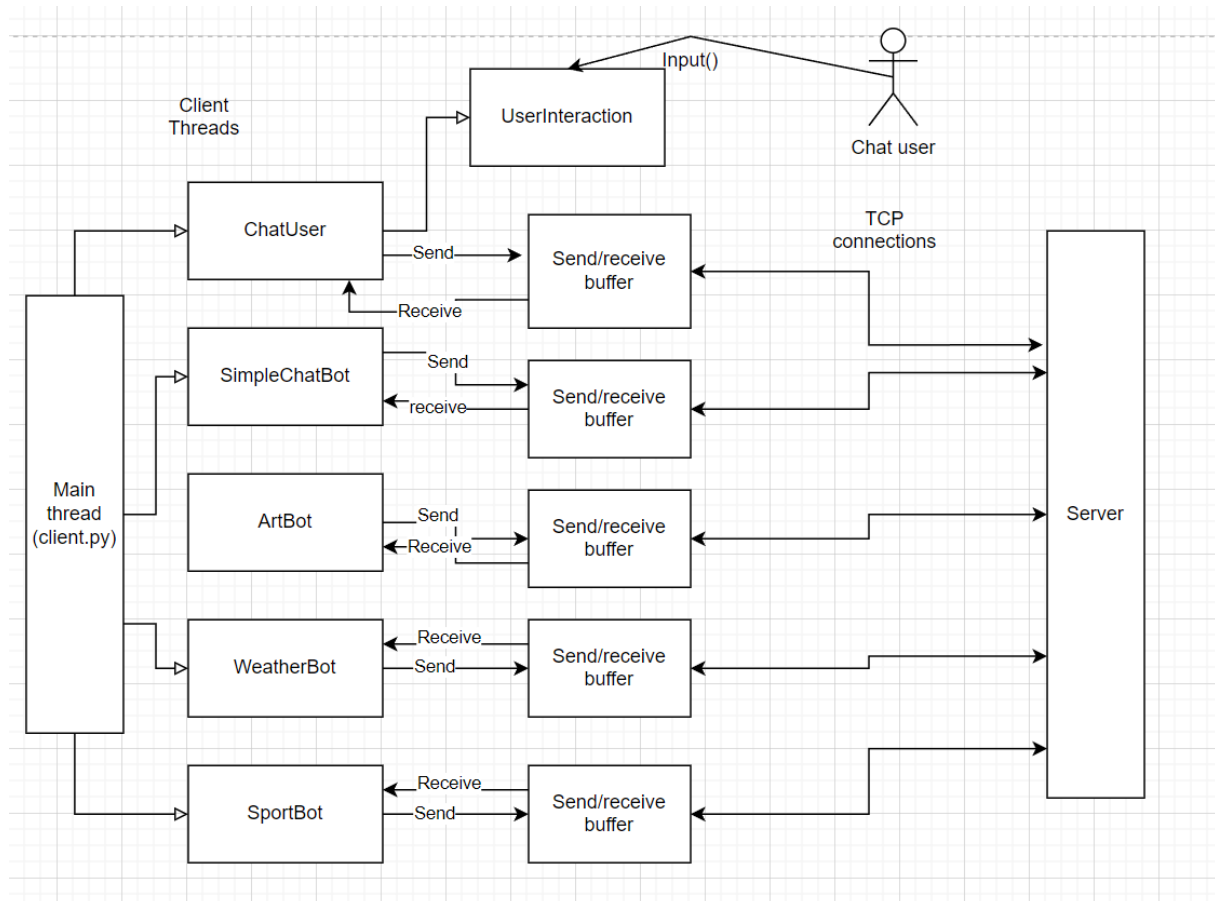 Input()
Client
Threads
UserInteraction
Chat user
ChatUser
TCP
connections
Send
Send/receive
buffer
Receive
SimpleChatBot
Send
receive
Send/receive
buffer
Main
thread
(client.py)
ArtBot
Send
Receive
Send/receive
buffer
Server
WeatherBot
Receive
Send
Send/receive
buffer
SportBot
Receive
Send
Send/receive
buffer